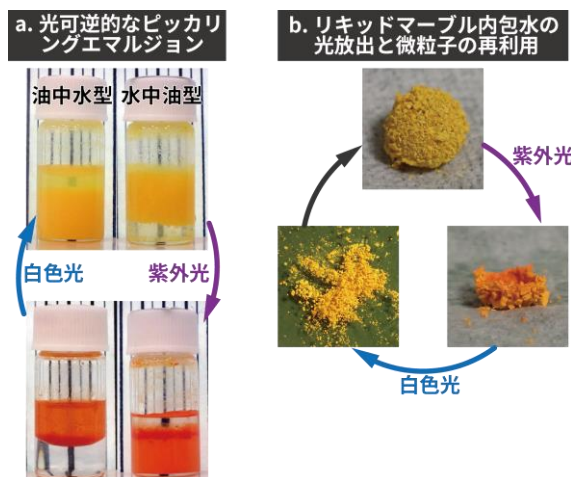 a. 光可逆的なピッカリ
ングエマルジョン
油中水型
水中油型
白色光
紫外光
b. リキッドマーブル内包水の
光放出と微粒子の再利用
紫外光
白色光